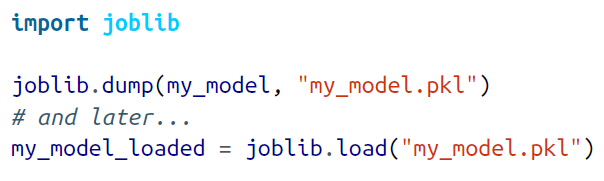 import joblib
joblib.dump(my_model, "my_model.pkl")
# and later...
my_model_loaded = joblib.load("my_model.pkl")